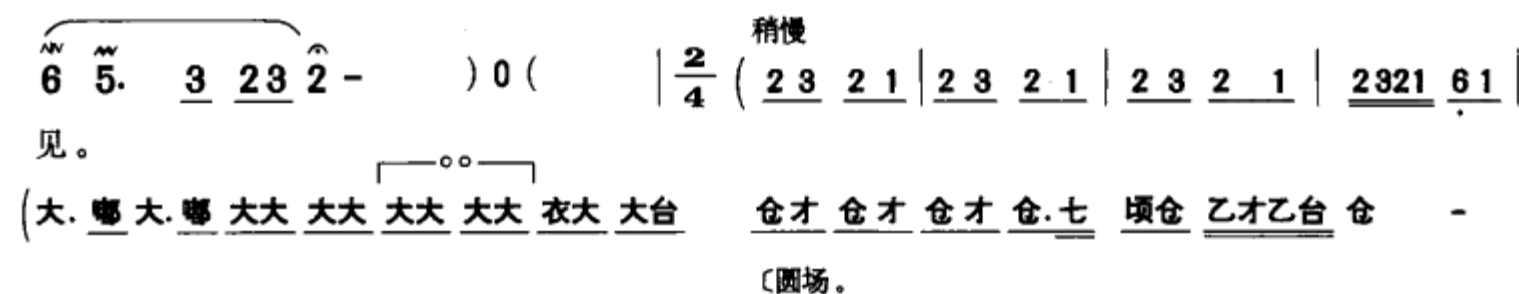 稍慢
6 5. 3 23 2 - ) 0 ( | 2/4 ( 23 21 | 23 21 | 23 2 1 | 2321 61 |
见。
(大. 嘟 大. 嘟 大大 大大 大大 大大 衣大 大台 仓才 仓才 仓才 仓.七 顷仓 乙才乙台 仓 -
〔圆场。